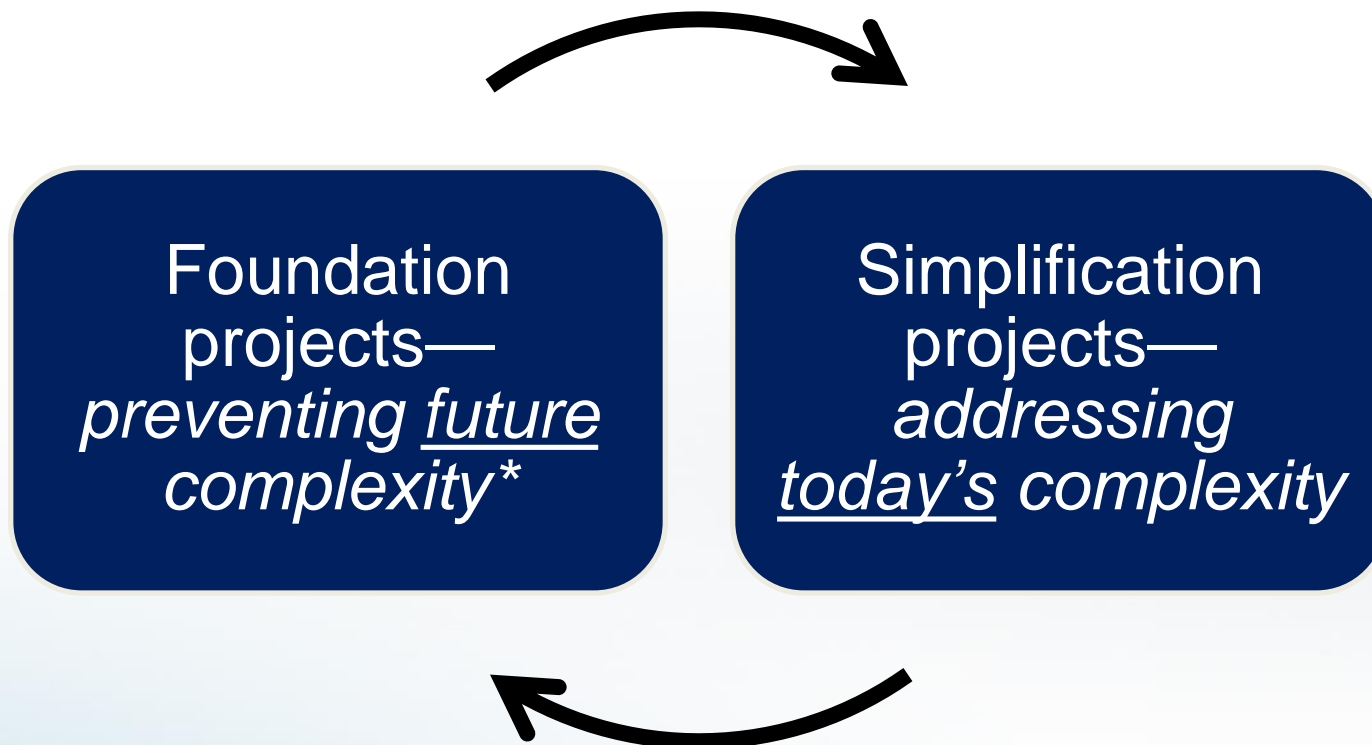 Foundation
projects—
preventing future
complexity*
Simplification
projects—
addressing
today’s complexity